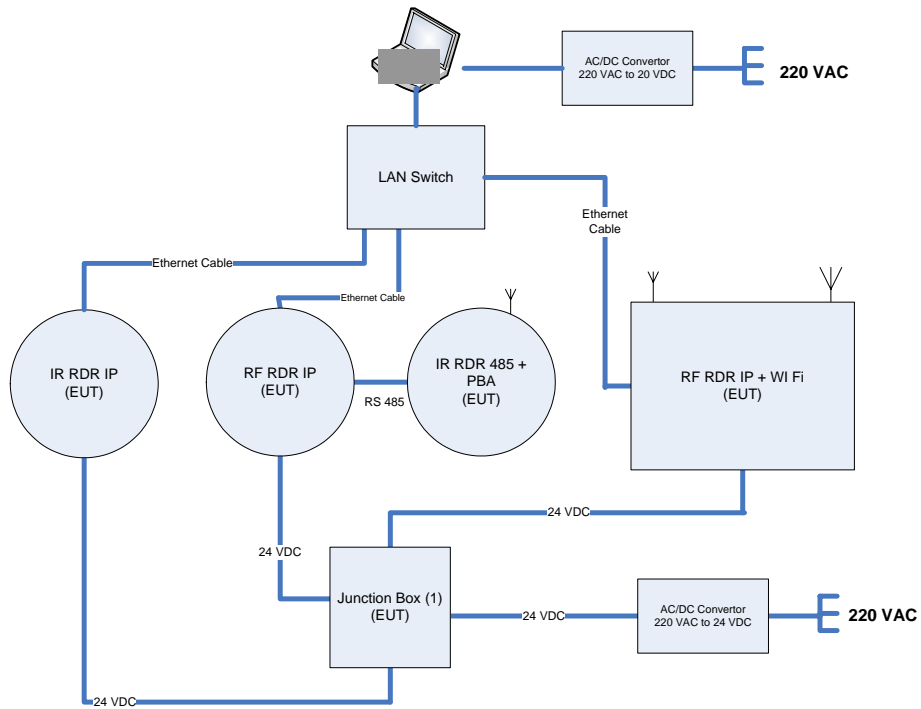 AC/DC Convertor
220 VAC to 20 VDC
220 VAC
LAN Switch
Ethernet
Cable
Ethernet Cable
Ethernet Cable
IR RDR IP
(EUT)
RF RDR IP
(EUT)
RS 485
IR RDR 485 +
PBA
(EUT)
RF RDR IP + WI Fi
(EUT)
24 VDC
24 VDC
Junction Box (1)
(EUT)
24 VDC
AC/DC Convertor
220 VAC to 24 VDC
220 VAC
24 VDC